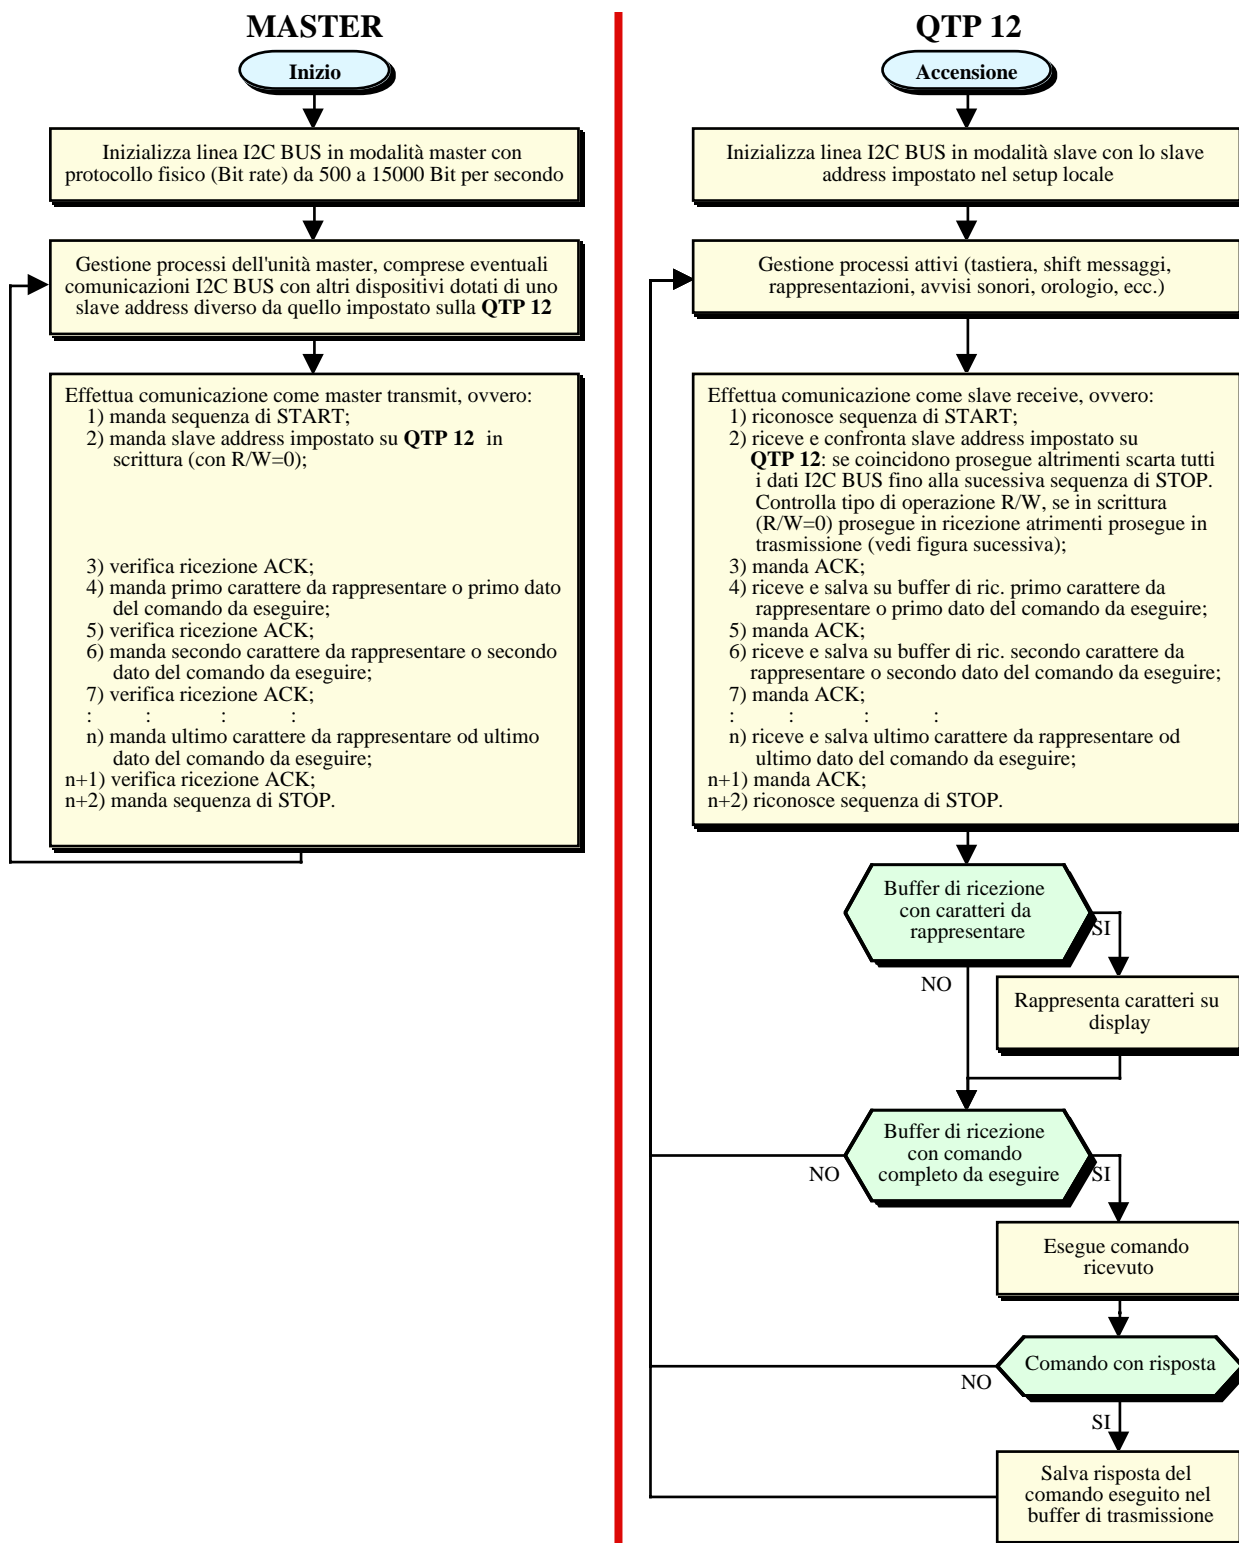 MASTER
Inizio
Inizializza linea I2C BUS in modalità master con
protocollo fisico (Bit rate) da 500 a 15000 Bit per secondo
Gestione processi dell'unità master, comprese eventuali
comunicazioni I2C BUS con altri dispositivi dotati di uno
slave address diverso da quello impostato sulla QTP 12
Effettua comunicazione come master transmit, ovvero:
1) manda sequenza di START;
2) manda slave address impostato su QTP 12 in
scrittura (con R/W=0);
3) verifica ricezione ACK;
4) manda primo carattere da rappresentare o primo dato
del comando da eseguire;
5) verifica ricezione ACK;
6) manda secondo carattere da rappresentare o secondo
dato del comando da eseguire;
7) verifica ricezione ACK;
: : : :
n) manda ultimo carattere da rappresentare od ultimo
dato del comando da eseguire;
n+1) verifica ricezione ACK;
n+2) manda sequenza di STOP.
QTP 12
Accensione
Inizializza linea I2C BUS in modalità slave con lo slave
address impostato nel setup locale
Gestione processi attivi (tastiera, shift messaggi,
rappresentazioni, avvisi sonori, orologio, ecc.)
Effettua comunicazione come slave receive, ovvero:
1) riconosce sequenza di START;
2) riceve e confronta slave address impostato su
QTP 12: se coincidono prosegue altrimenti scarta tutti
i dati I2C BUS fino alla sucessiva sequenza di STOP.
Controlla tipo di operazione R/W, se in scrittura
(R/W=0) prosegue in ricezione atrimenti prosegue in
trasmissione (vedi figura sucessiva);
3) manda ACK;
4) riceve e salva su buffer di ric. primo carattere da
rappresentare o primo dato del comando da eseguire;
5) manda ACK;
6) riceve e salva su buffer di ric. secondo carattere da
rappresentare o secondo dato del comando da eseguire;
7) manda ACK;
: : : :
n) riceve e salva ultimo carattere da rappresentare od
ultimo dato del comando da eseguire;
n+1) manda ACK;
n+2) riconosce sequenza di STOP.
Buffer di ricezione
con caratteri da
rappresentare
SI
NO
Rappresenta caratteri su
display
Buffer di ricezione
con comando
completo da eseguire
NO
SI
Esegue comando
ricevuto
Comando con risposta
NO
SI
Salva risposta del
comando eseguito nel
buffer di trasmissione